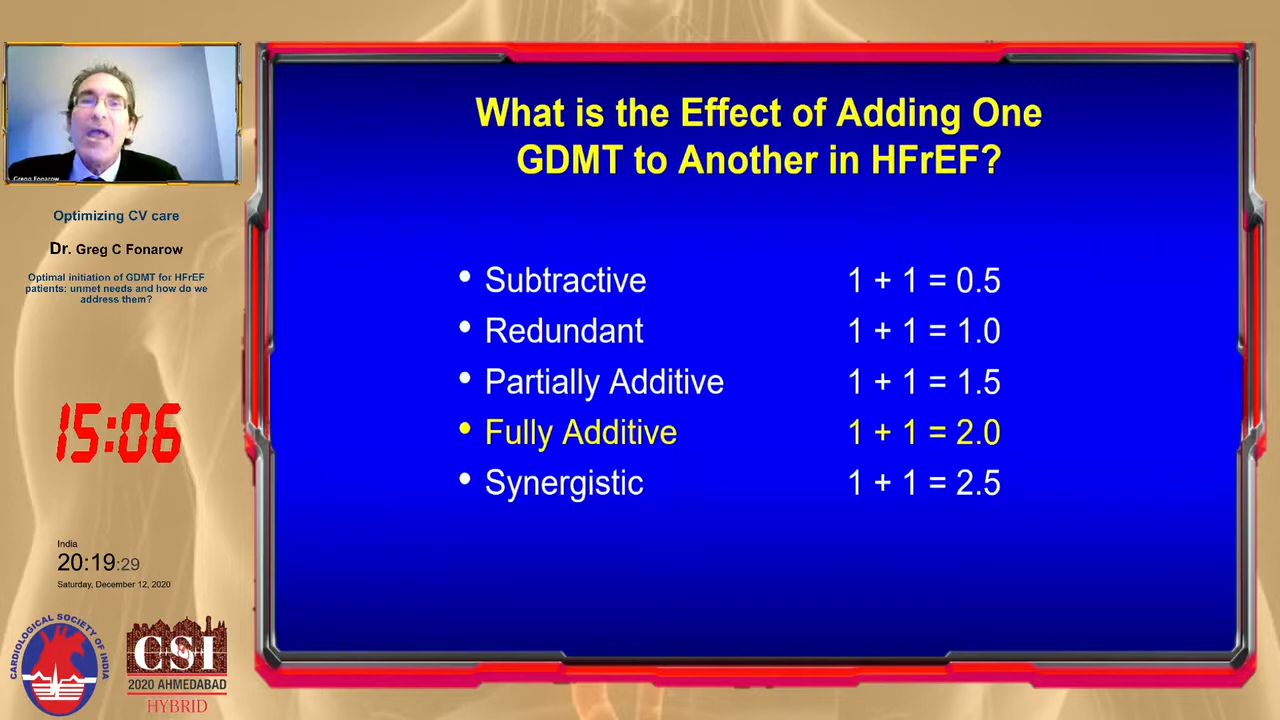 Gregg Fonarow
Optimizing CV care
Dr. Greg C Fonarow
Optimal initiation of GDMT for HFrEF
patients: unmet needs and how do we
address them?
15:06
India
20:19:29
Saturday, December 12, 2020
CARDIOLOGICAL SOCIETY OF INDIA
CSI
2020 AHMEDABAD
HYBRID
What is the Effect of Adding One
GDMT to Another in HFrEF?
• Subtractive 1 + 1 = 0.5
• Redundant 1 + 1 = 1.0
• Partially Additive 1 + 1 = 1.5
• Fully Additive 1 + 1 = 2.0
• Synergistic 1 + 1 = 2.5